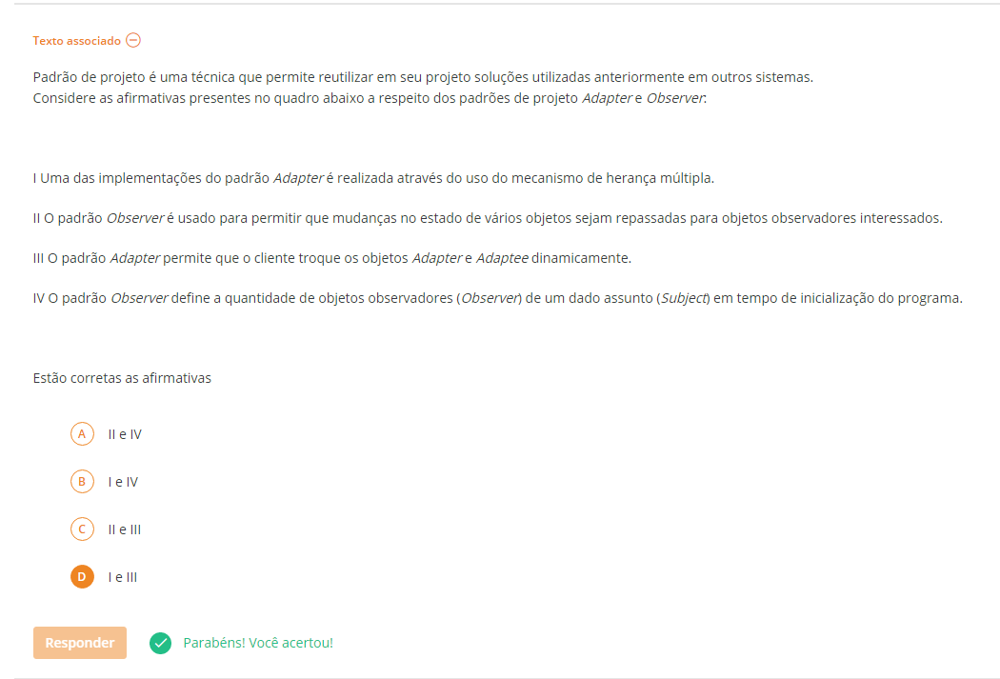 Texto associado
Padrão de projeto é uma técnica que permite reutilizar em seu projeto soluções utilizadas anteriormente em outros sistemas.
Considere as afirmativas presentes no quadro abaixo a respeito dos padrões de projeto Adapter e Observer:
I Uma das implementações do padrão Adapter é realizada através do uso do mecanismo de herança múltipla.
II O padrão Observer é usado para permitir que mudanças no estado de vários objetos sejam repassadas para objetos observadores interessados.
III O padrão Adapter permite que o cliente troque os objetos Adapter e Adaptee dinamicamente.
IV O padrão Observer define a quantidade de objetos observadores (Observer) de um dado assunto (Subject) em tempo de inicialização do programa.
Estão corretas as afirmativas
A II e IV
B I e IV
C II e III
D I e III
Responder Parabéns! Você acertou!